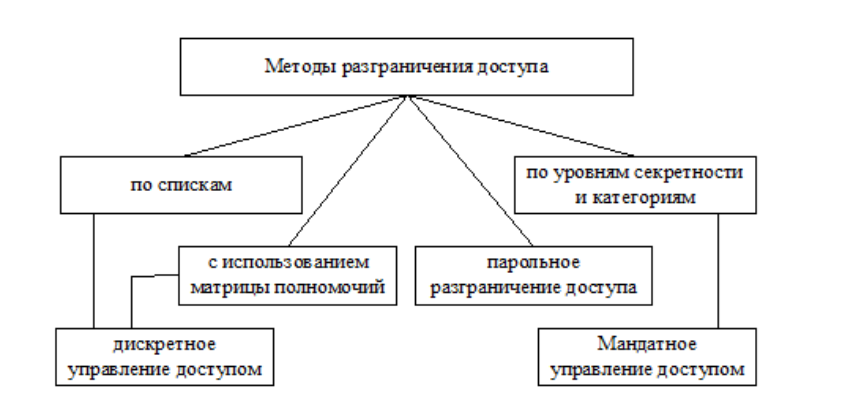 Методы разграничения доступа
по спискам
по уровням секретности
и категориям
с использованием
матрицы полномочий
парольное
разграничение доступа
дискретное
управление доступом
Мандатное
управление доступом